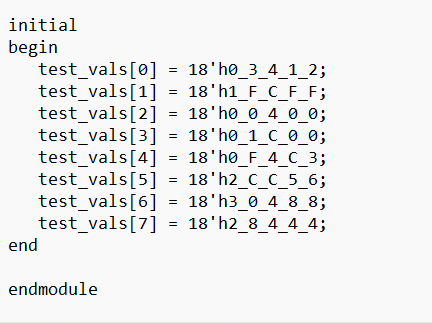 initial
begin
   test_vals[0] = 18'h0_3_4_1_2;
   test_vals[1] = 18'h1_F_C_F_F;
   test_vals[2] = 18'h0_0_4_0_0;
   test_vals[3] = 18'h0_1_C_0_0;
   test_vals[4] = 18'h0_F_4_C_3;
   test_vals[5] = 18'h2_C_C_5_6;
   test_vals[6] = 18'h3_0_4_8_8;
   test_vals[7] = 18'h2_8_4_4_4;
end
endmodule